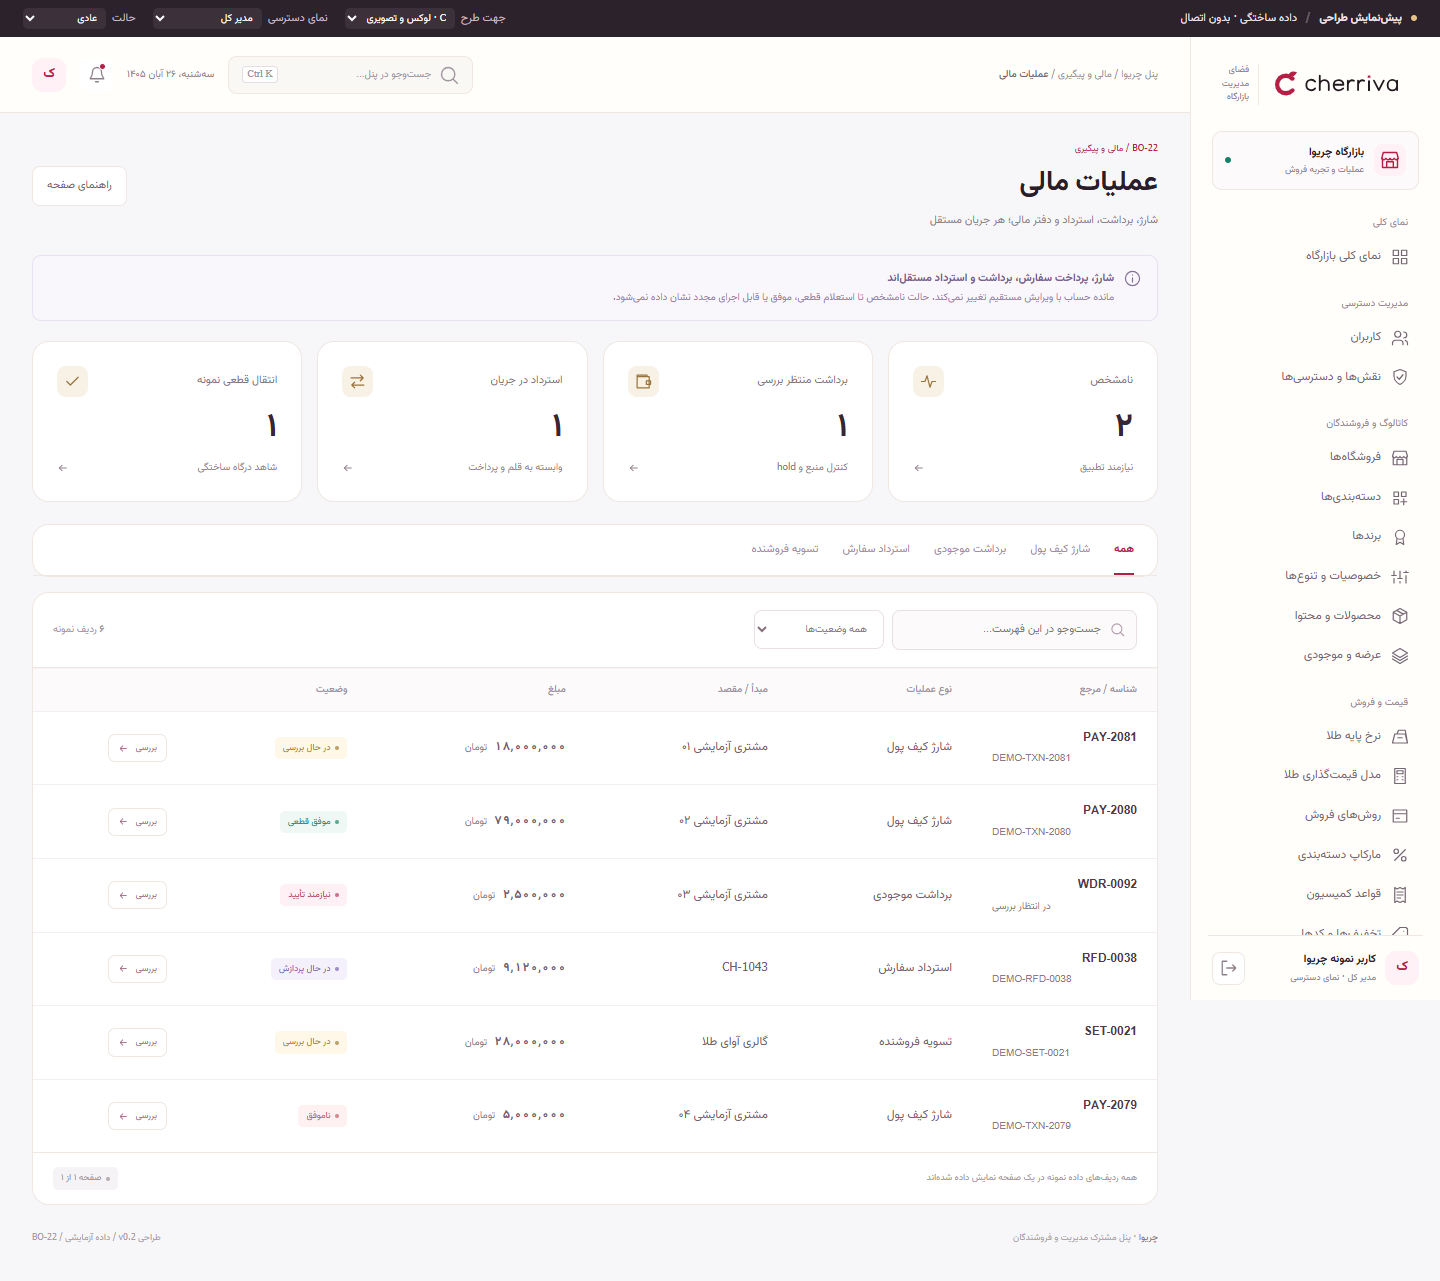 پیش‌نمایش طراحی / داده ساختگی · بدون اتصال
جهت طرح C · لوکس و تصویری نمای دسترسی مدیر کل حالت عادی
cherriva
فضای
مدیریت
بازارگاه
پنل چریوا / مالی و پیگیری / عملیات مالی
جست‌وجو در پنل... Ctrl K
سه‌شنبه، ۲۶ آبان ۱۴۰۵
ک
بازارگاه چریوا
عملیات و تجربه فروش
نمای کلی
نمای کلی بازارگاه
مدیریت دسترسی
کاربران
نقش‌ها و دسترسی‌ها
کاتالوگ و فروشندگان
فروشگاه‌ها
دسته‌بندی‌ها
برندها
خصوصیات و تنوع‌ها
محصولات و محتوا
عرضه و موجودی
قیمت و فروش
نرخ پایه طلا
مدل قیمت‌گذاری طلا
روش‌های فروش
مارکاپ دسته‌بندی
قواعد کمیسیون
تخفیف‌ها و کدها
ک
کاربر نمونه چریوا
مدیر کل · نمای دسترسی
BO-22 / مالی و پیگیری
عملیات مالی
شارژ، برداشت، استرداد و دفتر مالی؛ هر جریان مستقل
راهنمای صفحه
شارژ، پرداخت سفارش، برداشت و استرداد مستقل‌اند
مانده حساب با ویرایش مستقیم تغییر نمی‌کند. حالت نامشخص تا استعلام قطعی، موفق یا قابل اجرای مجدد نشان داده نمی‌شود.
نامشخص
۲
نیازمند تطبیق ←
برداشت منتظر بررسی
۱
کنترل منبع و hold ←
استرداد در جریان
۱
وابسته به قلم و پرداخت ←
انتقال قطعی نمونه
۱
شاهد درگاه ساختگی ←
همه شارژ کیف پول برداشت موجودی استرداد سفارش تسویه فروشنده
جست‌وجو در این فهرست... همه وضعیت‌ها ۶ ردیف نمونه
شناسه / مرجع نوع عملیات مبدأ / مقصد مبلغ وضعیت
PAY-2081 شارژ کیف پول مشتری آزمایشی ۰۱ ۱۸,۰۰۰,۰۰۰ تومان در حال بررسی بررسی ←
DEMO-TXN-2081
PAY-2080 شارژ کیف پول مشتری آزمایشی ۰۲ ۷۹,۰۰۰,۰۰۰ تومان موفق قطعی بررسی ←
DEMO-TXN-2080
WDR-0092 برداشت موجودی مشتری آزمایشی ۰۳ ۲,۵۰۰,۰۰۰ تومان نیازمند تأیید بررسی ←
در انتظار بررسی
RFD-0038 استرداد سفارش CH-1043 ۹,۱۲۰,۰۰۰ تومان در حال پردازش بررسی ←
DEMO-RFD-0038
SET-0021 تسویه فروشنده گالری آوای طلا ۲۸,۰۰۰,۰۰۰ تومان در حال بررسی بررسی ←
DEMO-SET-0021
PAY-2079 شارژ کیف پول مشتری آزمایشی ۰۴ ۵,۰۰۰,۰۰۰ تومان ناموفق بررسی ←
DEMO-TXN-2079
همه ردیف‌های داده نمونه در یک صفحه نمایش داده شده‌اند صفحه ۱ از ۱
چریوا · پنل مشترک مدیریت و فروشندگان
طراحی v0.2 / داده آزمایشی / BO-22